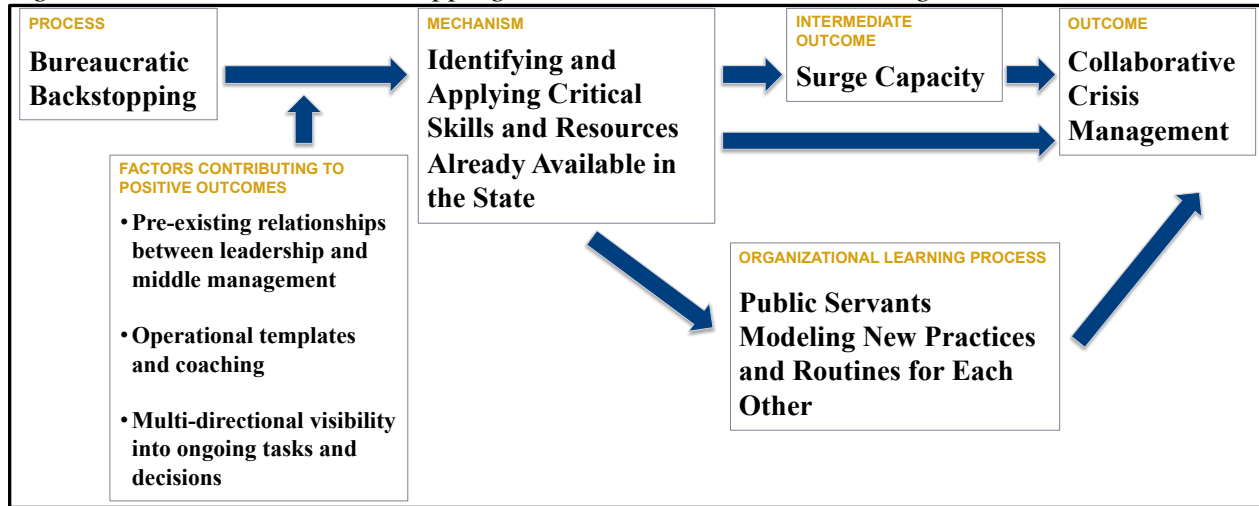 PROCESS
Bureaucratic
Backstopping
MECHANISM
Identifying and
Applying Critical
Skills and Resources
Already Available in
the State
INTERMEDIATE
OUTCOME
Surge Capacity
OUTCOME
Collaborative
Crisis
Management
FACTORS CONTRIBUTING TO
POSITIVE OUTCOMES
• Pre-existing relationships
between leadership and
middle management
• Operational templates
and coaching
• Multi-directional visibility
into ongoing tasks and
decisions
ORGANIZATIONAL LEARNING PROCESS
Public Servants
Modeling New Practices
and Routines for Each
Other